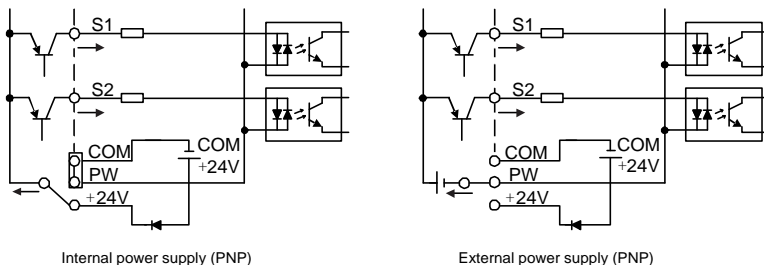 S1
S2
COM
PW
+24V
COM
+24V
Internal power supply (PNP)
S1
S2
COM
PW
+24V
COM
+24V
External power supply (PNP)